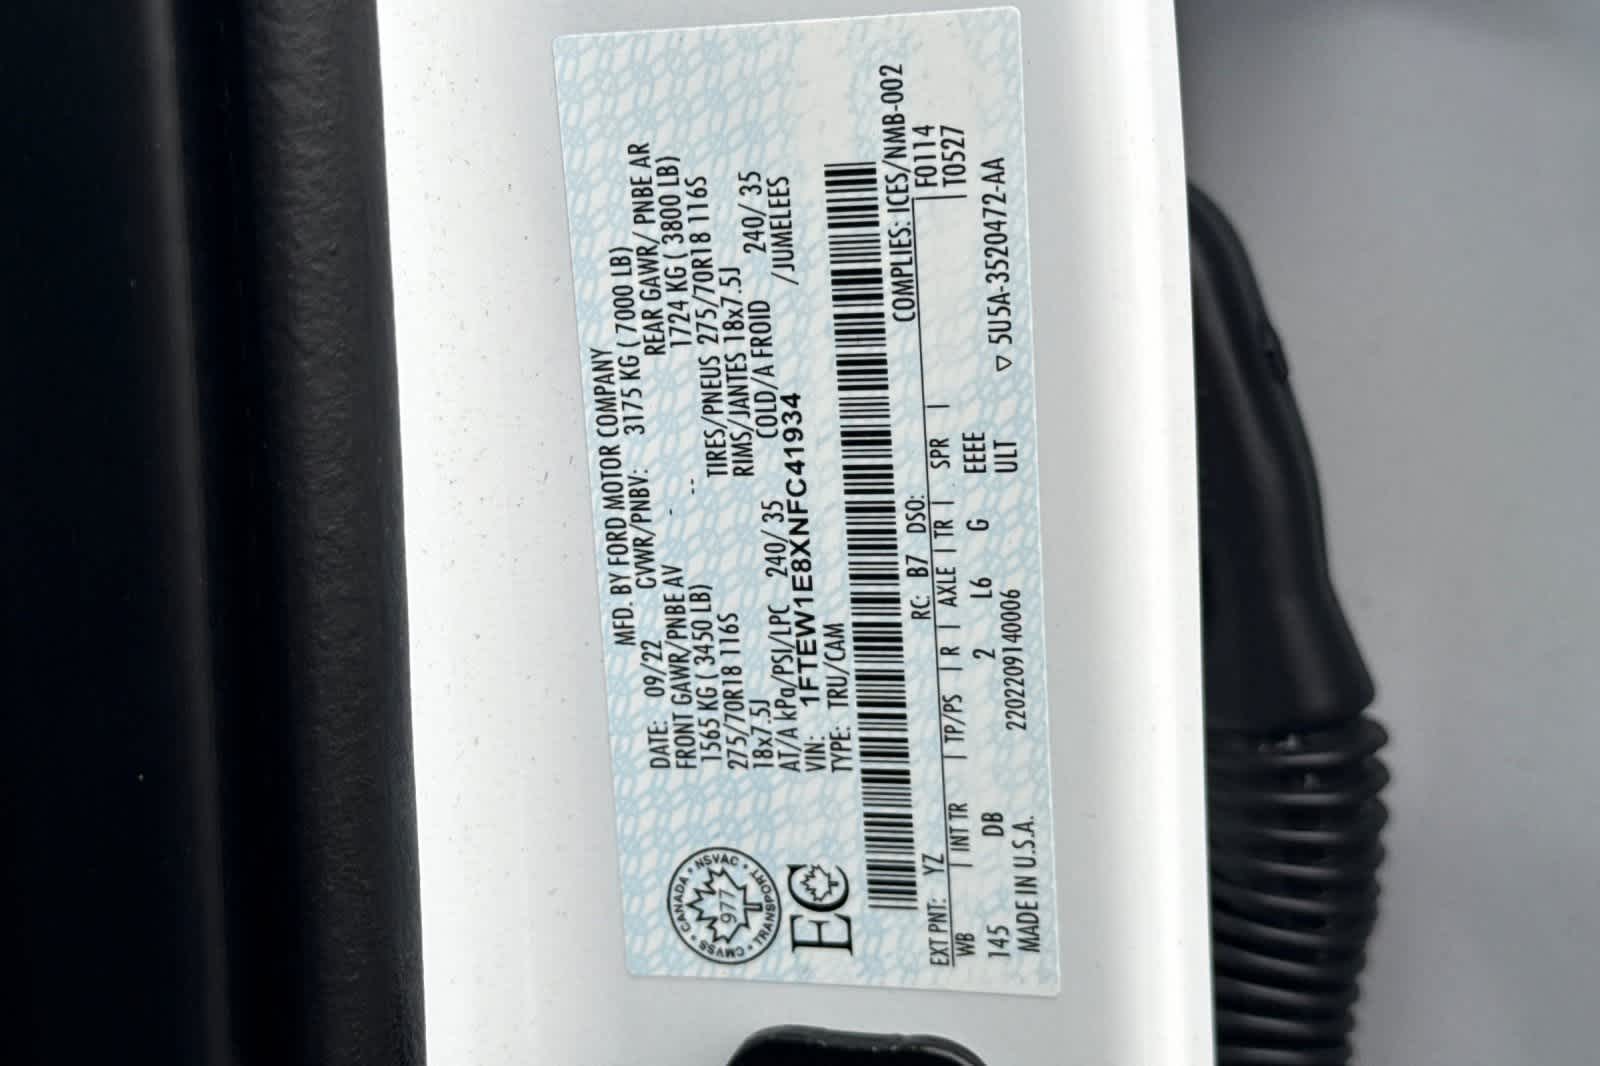 MFD. BY FORD MOTOR COMPANY
DATE: 09/22 GVWR/PNBV: 3175 KG ( 7000 LB)
FRONT GAWR/PNBE AV REAR GAWR/ PNBE AR
1565 KG ( 3450 LB) - -- 1724 KG ( 3800 LB)
275/70R18 116S TIRES/PNEUS 275/70R18 116S
18x7.5J RIMS/JANTES 18x7.5J
AT/A kPa/PSI/LPC 240/ 35 COLD/A FROID 240/ 35
VIN: 1FTEW1E8XNFC41934 /JUMELEES
TYPE: TRU/CAM
CANADA • NSVAC • TRANSPORT • CMVSS •
977
EC
COMPLIES: ICES/NMB-002
EXT PNT: YZ RC: B7 DSO: F0114
WB | INT TR | TP/PS | R | AXLE | TR | SPR | T0527
145 DB 2 L6 G EEE
MADE IN U.S.A. 20220914006 ULT ▽ 5U5A-3520472-AA